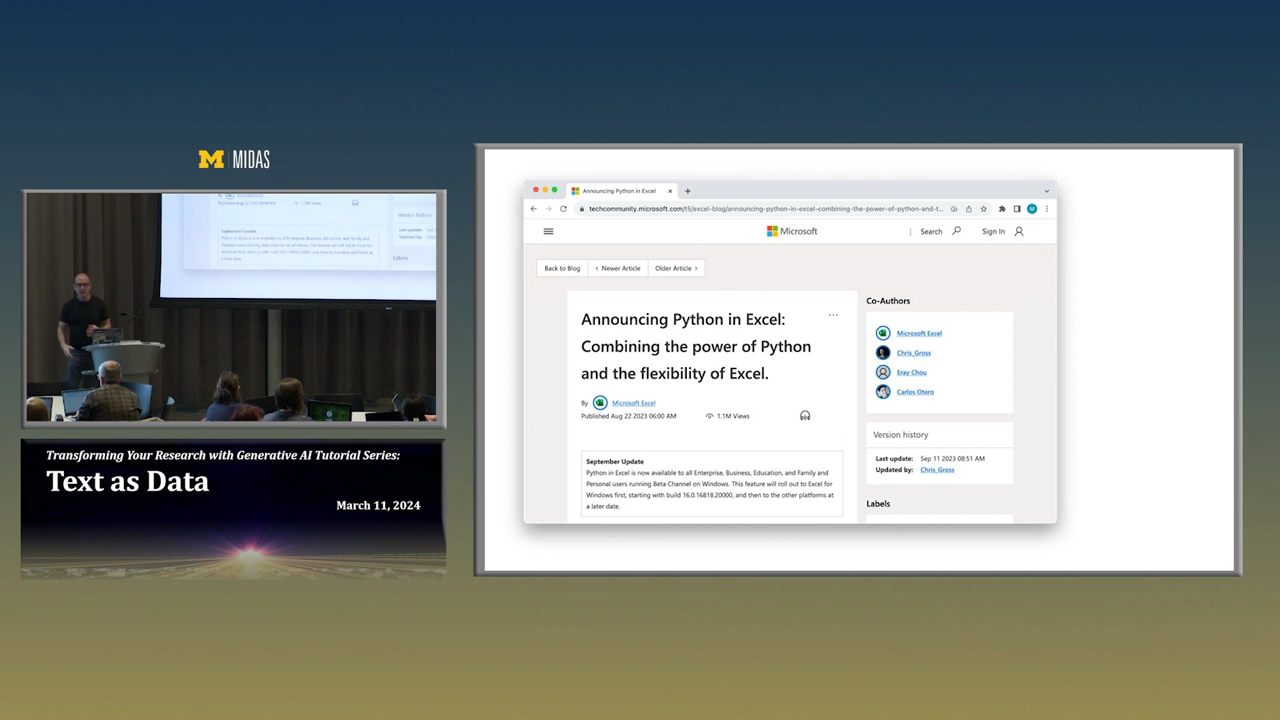 M | MIDAS
Transforming Your Research with Generative AI Tutorial Series:
Text as Data
March 11, 2024
Announcing Python in Excel
techcommunity.microsoft.com/t5/excel-blog/announcing-python-in-excel-combining-the-power-of-python-and-t...
Microsoft
Search
Sign In
Back to Blog
Newer Article
Older Article
Announcing Python in Excel:
Combining the power of Python
and the flexibility of Excel.
By Microsoft Excel
Published Aug 22 2023 06:00 AM
1.1M Views
September Update
Python in Excel is now available to all Enterprise, Business, Education, and Family and
Personal users running Beta Channel on Windows. This feature will roll out to Excel for
Windows first, starting with build 16.0.16818.20000, and then to the other platforms at
a later date.
Co-Authors
Microsoft Excel
Chris_Gross
Eray Chou
Carlos Otero
Version history
Last update: Sep 11 2023 08:51 AM
Updated by: Chris_Gross
Labels